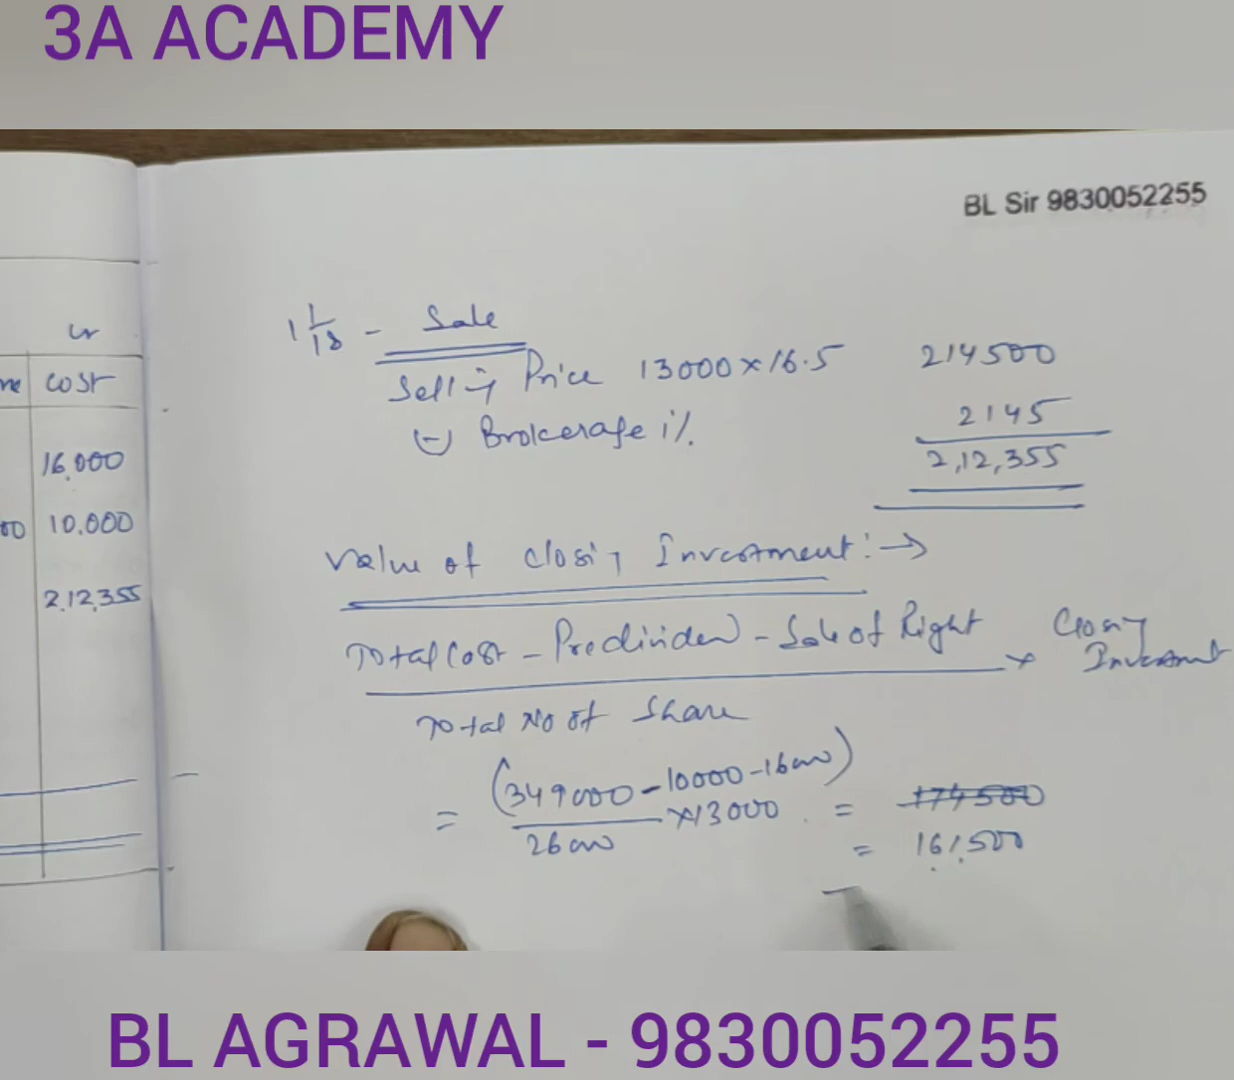 3A ACADEMY
BL Sir 9830052255
cost
16,000
10,000
2,12,355
1/1/18 - Sale
Selling Price 13000 × 16.5 214500
(-) Brokerage 1% 2145
2,12,355
Value of Closing Investment :→
Total Cost - Predividend - Sale of Right × Closing Investment
Total No of Share
= (349000 - 10000 - 16000) × 13000 = 174500
26000
= 161,500
BL AGRAWAL - 9830052255